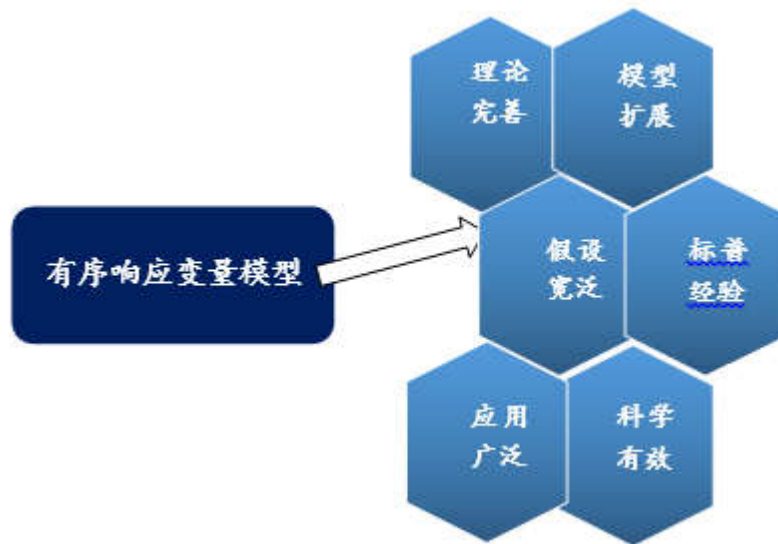 理论
完善
模型
扩展
有序响应变量模型
假设
宽泛
标普
经验
应用
广泛
科学
有效